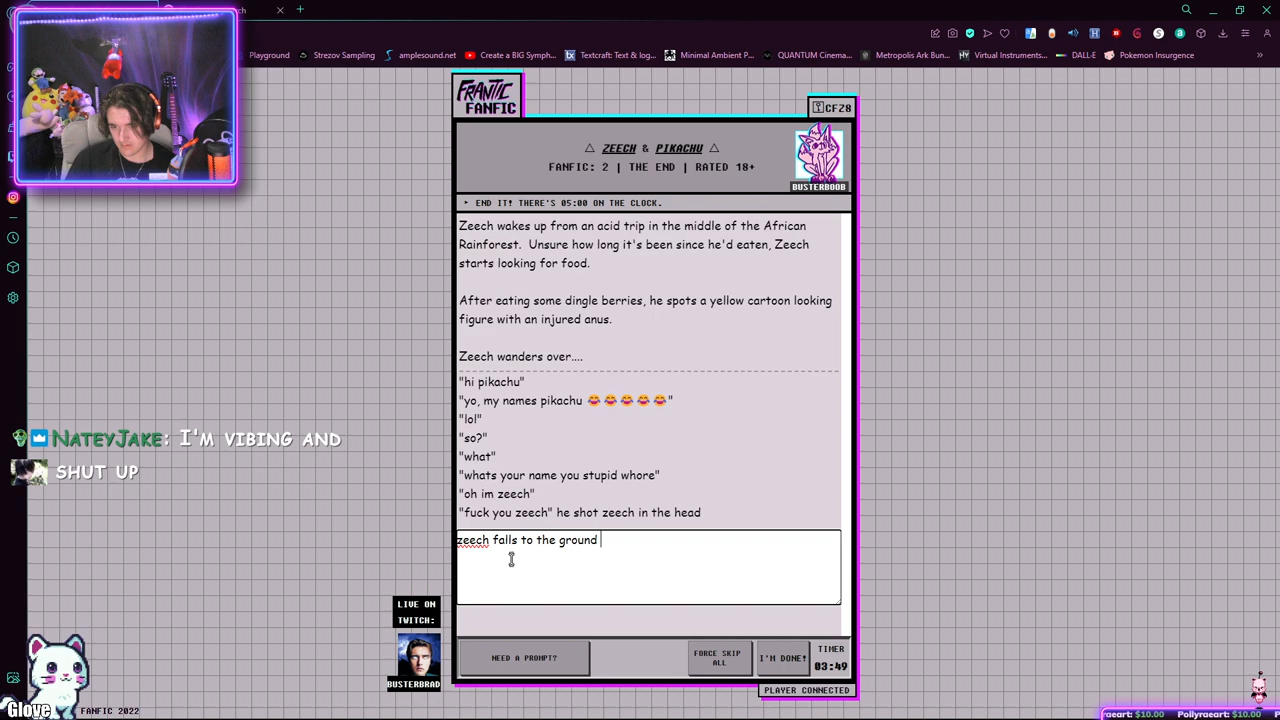 ch
Playground
Strezov Sampling
amplesound.net
Create a BIG Symph...
Textcraft: Text & log...
Minimal Ambient P...
QUANTUM Cinema...
Metropolis Ark Bun...
Virtual Instruments...
DALL-E
Pokemon Insurgence
FRANTIC
FANFIC
CFZ8
△ ZEECH & PIKACHU △
FANFIC: 2 | THE END | RATED 18+
BUSTERBOOB
▸ END IT! THERE'S 05:00 ON THE CLOCK.
Zeech wakes up from an acid trip in the middle of the African
Rainforest.  Unsure how long it's been since he'd eaten, Zeech
starts looking for food.
After eating some dingle berries, he spots a yellow cartoon looking
figure with an injured anus.
Zeech wanders over....
"hi pikachu"
"yo, my names pikachu 😂😂😂😂😂"
"lol"
"so?"
"what"
"whats your name you stupid whore"
"oh im zeech"
"fuck you zeech" he shot zeech in the head
zeech falls to the ground
NateyJake: I'm vibing and
shut up
LIVE ON
TWITCH:
BUSTERBRAD
NEED A PROMPT?
FORCE SKIP
ALL
I'M DONE!
TIMER
03:49
PLAYER CONNECTED
Glove
FANFIC 2022
raeart: $10.00
Pollyraeart: $10.00